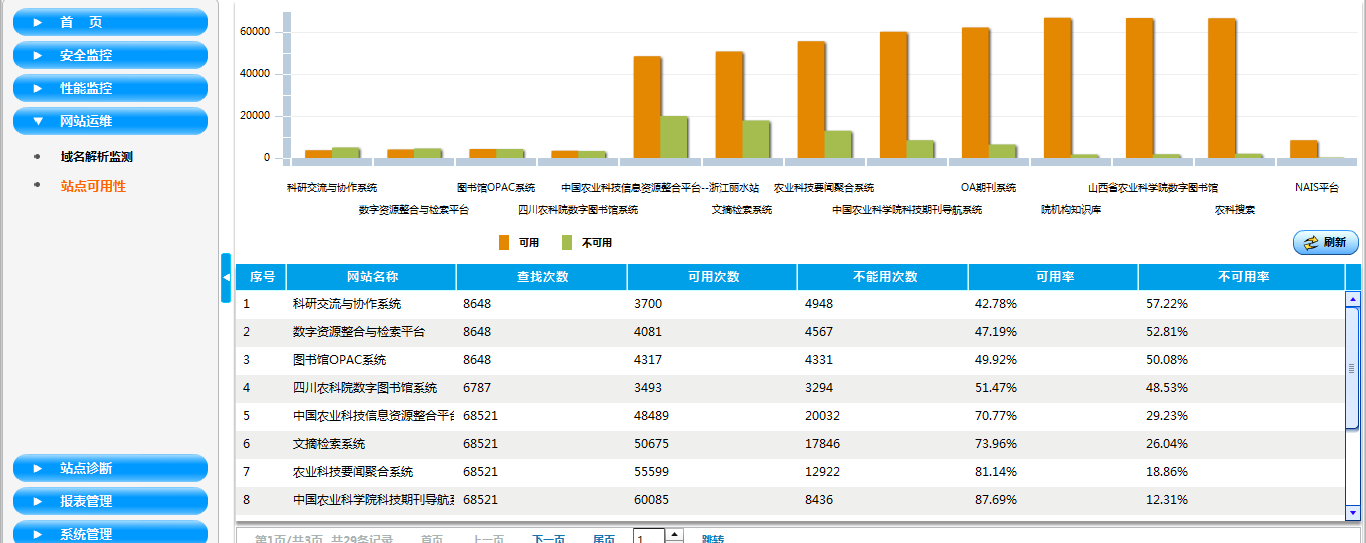 首 页
安全监控
性能监控
网站运维
域名解析监测
站点可用性
站点诊断
报表管理
系统管理
60000
40000
20000
0
科研交流与协作系统
图书馆OPAC系统
中国农业科技信息资源整合平台--浙江丽水站
农业科技要闻聚合系统
OA期刊系统
山西省农业科学院数字图书馆
NAIS平台
数字资源整合与检索平台
四川农科院数字图书馆系统
文摘检索系统
中国农业科学院科技期刊导航系统
院机构知识库
农科搜索
可用 不可用
刷新
序号 网站名称 查找次数 可用次数 不能用次数 可用率 不可用率
1 科研交流与协作系统 8648 3700 4948 42.78% 57.22%
2 数字资源整合与检索平台 8648 4081 4567 47.19% 52.81%
3 图书馆OPAC系统 8648 4317 4331 49.92% 50.08%
4 四川农科院数字图书馆系统 6787 3493 3294 51.47% 48.53%
5 中国农业科技信息资源整合平台 68521 48489 20032 70.77% 29.23%
6 文摘检索系统 68521 50675 17846 73.96% 26.04%
7 农业科技要闻聚合系统 68521 55599 12922 81.14% 18.86%
8 中国农业科学院科技期刊导航系 68521 60085 8436 87.69% 12.31%
第1页/共3页 共29条记录 首页 上一页 下一页 尾页 1 跳转